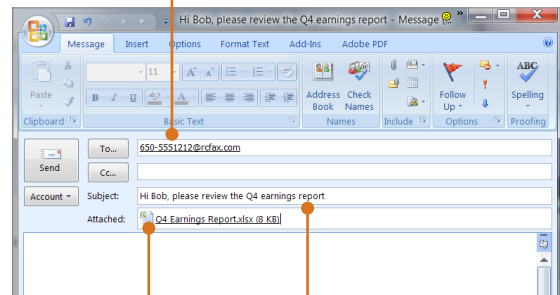 Hi Bob, please review the Q4 earnings report - Message
Message Insert Options Format Text Add-Ins Adobe PDF
Paste
11
A A
B I U
A
Address Book
Check Names
Follow Up
ABC
Spelling
Clipboard Basic Text Names Include Options Proofing
Send
To... 650-5551212@rcfax.com
Cc...
Account Subject: Hi Bob, please review the Q4 earnings report
Attached: Q4 Earnings Report.xlsx (8 KB)